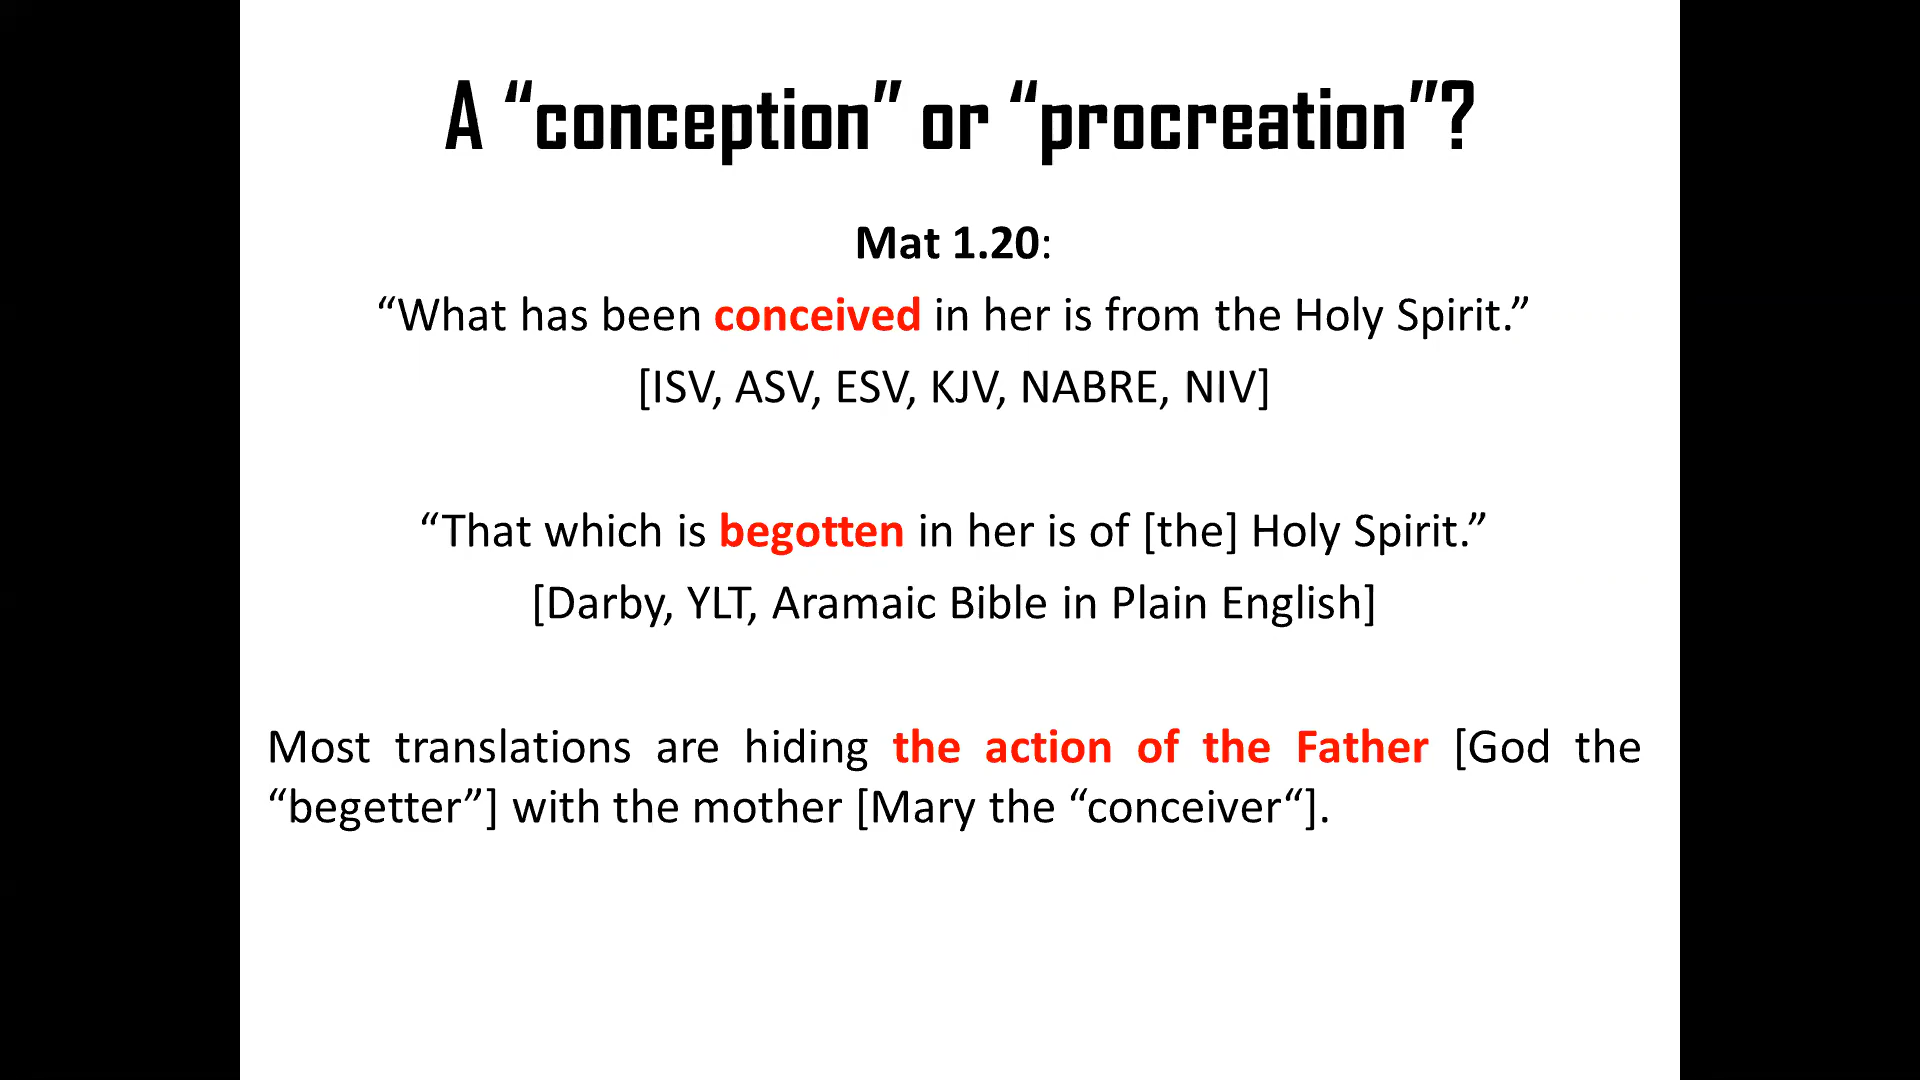 A “conception” or “procreation”?
Mat 1.20:
“What has been conceived in her is from the Holy Spirit.”
[ISV, ASV, ESV, KJV, NABRE, NIV]
“That which is begotten in her is of [the] Holy Spirit.”
[Darby, YLT, Aramaic Bible in Plain English]
Most translations are hiding the action of the Father [God the
“begetter”] with the mother [Mary the “conceiver“].